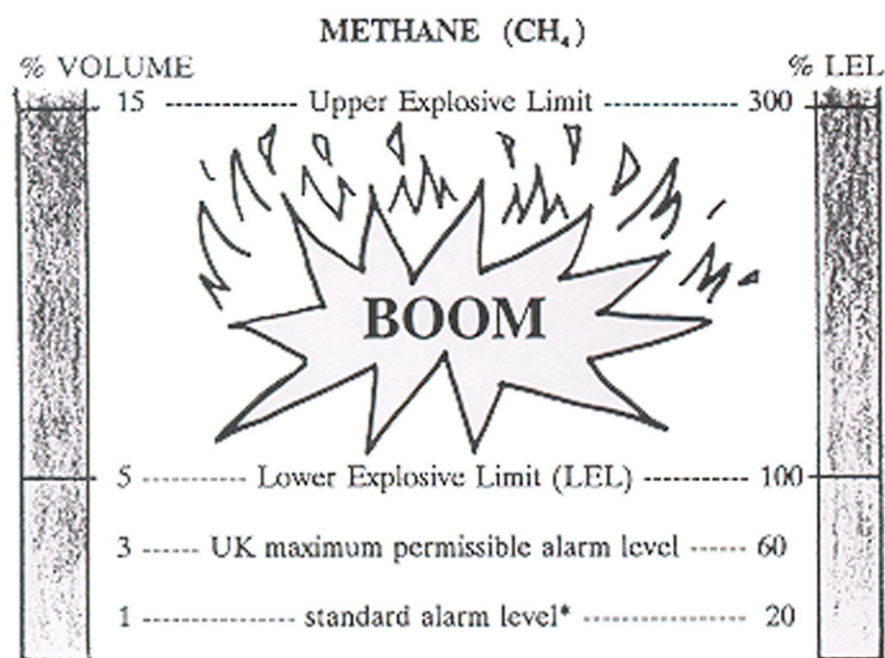 METHANE (CH₄)
% VOLUME % LEL
15 ------------ Upper Explosive Limit ------------ 300
BOOM
5 ------------ Lower Explosive Limit (LEL) ---------- 100
3 ----- UK maximum permissible alarm level ----- 60
1 -------------- standard alarm level* -------------- 20